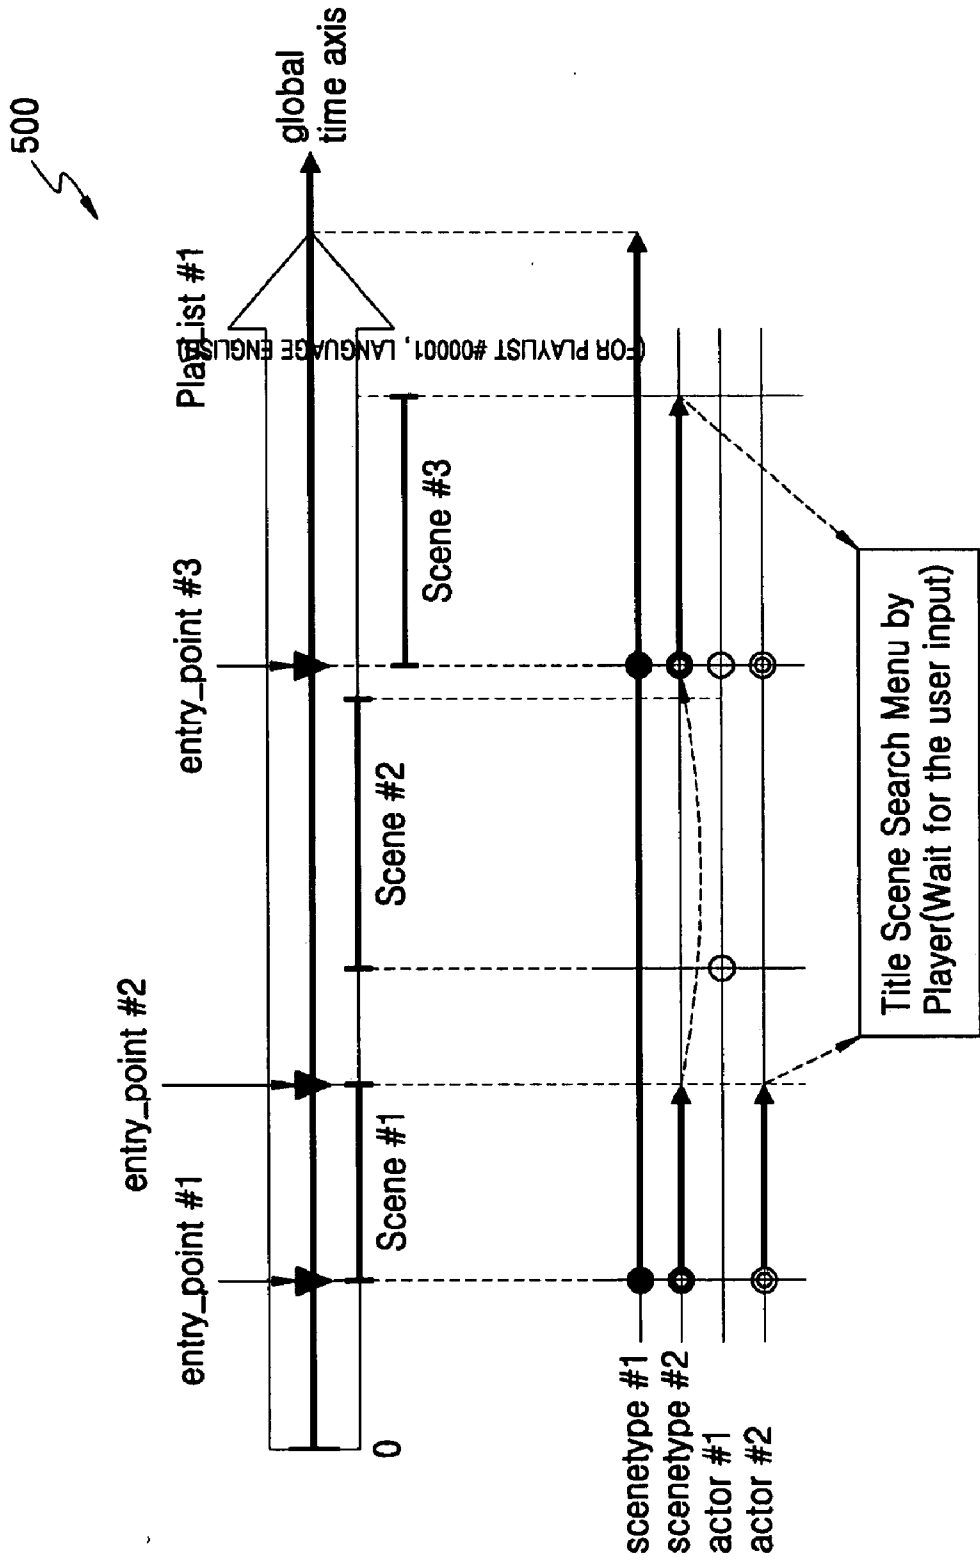 500
global
time axis
PlayList #1
(FOR PLAYLIST #00001, LANGUAGE ENGLISH)
entry_point #1
entry_point #2
entry_point #3
0
Scene #1
Scene #2
Scene #3
scenetype #1
scenetype #2
actor #1
actor #2
Title Scene Search Menu by
Player(Wait for the user input)